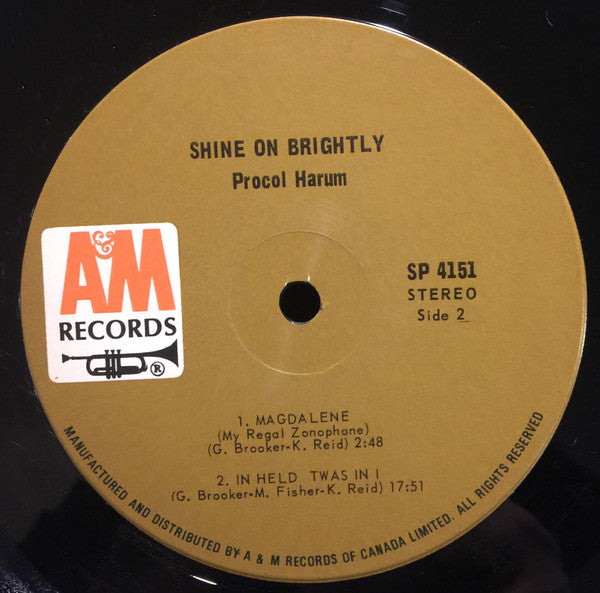 SHINE ON BRIGHTLY
Procol Harum
A&M
RECORDS
®
SP 4151
STEREO
Side 2
1. MAGDALENE
(My Regal Zonophone)
(G. Brooker-K. Reid) 2:48
2. IN HELD TWAS IN I
(G. Brooker-M. Fisher-K. Reid) 17:51
MANUFACTURED AND DISTRIBUTED BY A & M RECORDS OF CANADA LIMITED. ALL RIGHTS RESERVED